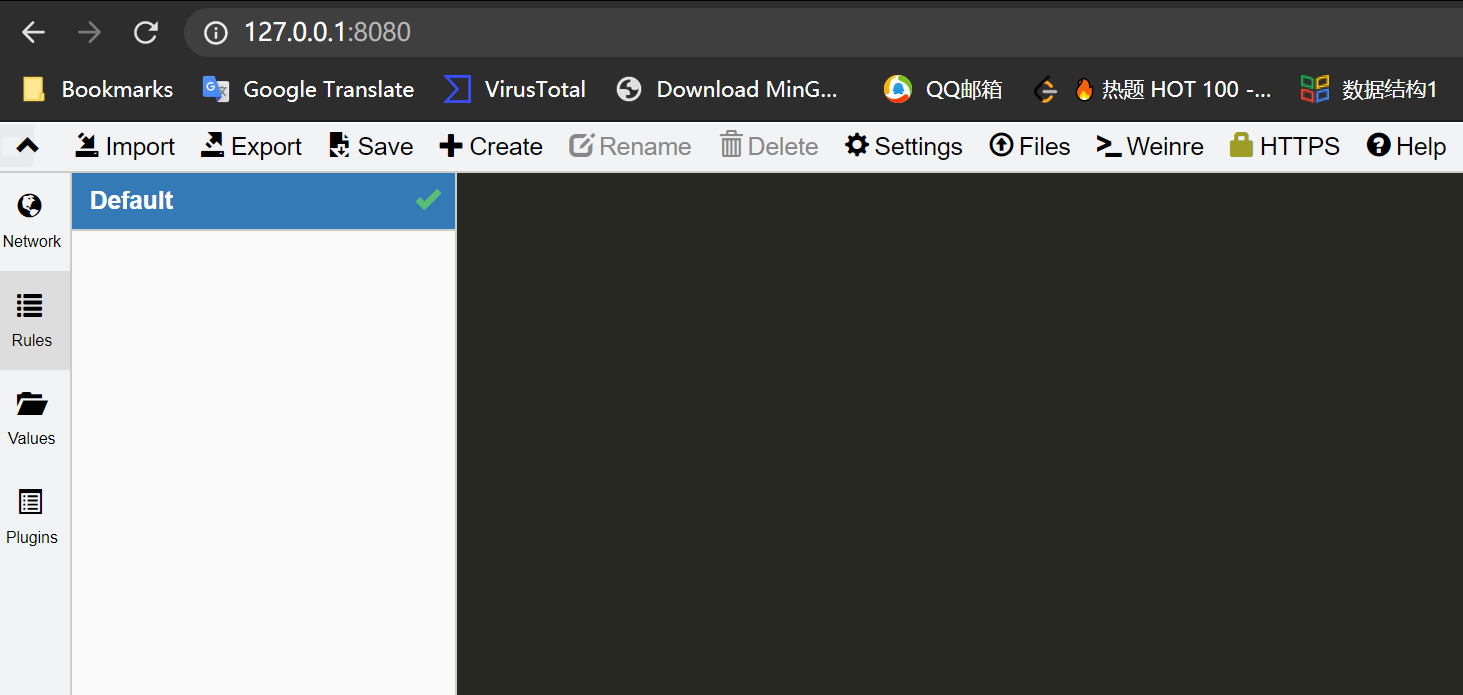 127.0.0.1:8080
Bookmarks Google Translate VirusTotal Download MinG... QQ邮箱 热题 HOT 100 -... 数据结构1
Import Export Save Create Rename Delete Settings Files Weinre HTTPS Help
Default
Network
Rules
Values
Plugins